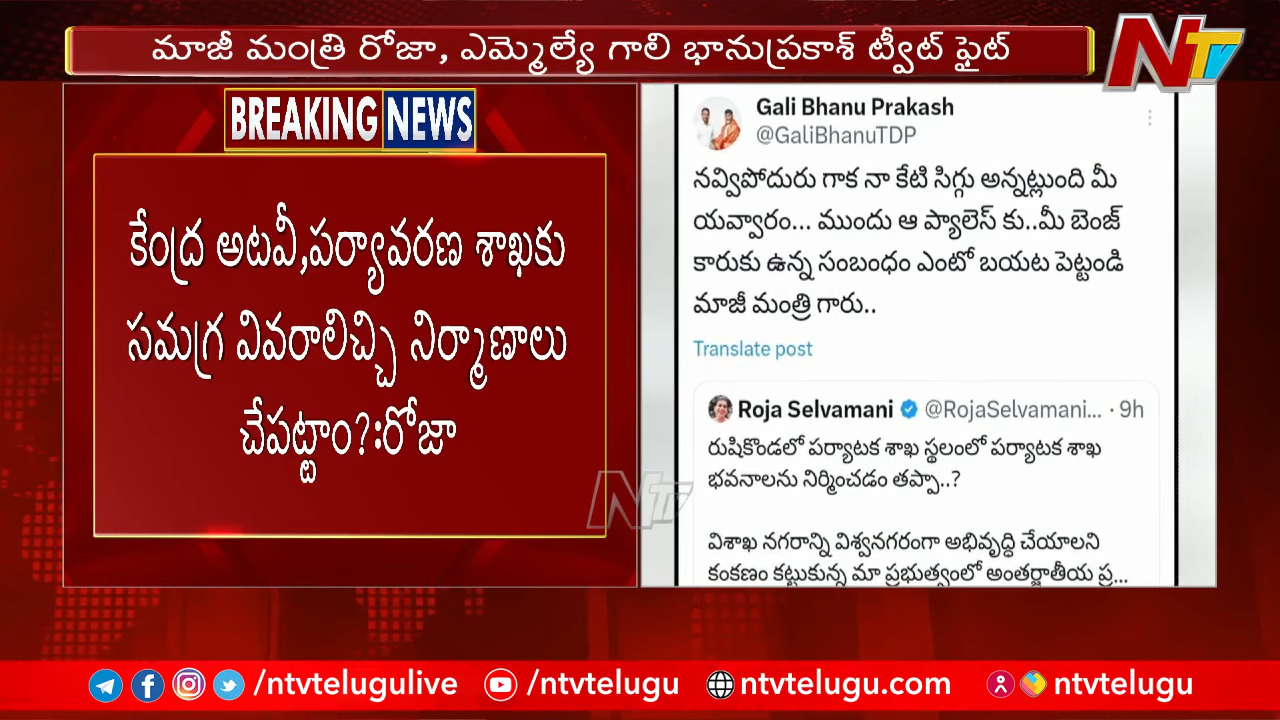 మాజీ మంత్రి రోజా, ఎమ్మెల్యే గాలి భానుప్రకాశ్ ట్వీట్ ఫైట్
NTV
BREAKING NEWS
కేంద్ర అటవీ,పర్యావరణ శాఖకు
సమగ్ర వివరాలిచ్చి నిర్మాణాలు
చేపట్టాం?:రోజా
Gali Bhanu Prakash
@GaliBhanuTDP
నవ్విపోదురు గాక నా కేటి సిగ్గు అన్నట్లుంది మీ
యవ్వారం... ముందు ఆ ప్యాలెస్ కు..మీ బెంజ్
కారుకు ఉన్న సంబంధం ఎంటో బయట పెట్టండి
మాజీ మంత్రి గారు..
Translate post
Roja Selvamani @RojaSelvamani... · 9h
రుషికొండలో పర్యాటక శాఖ స్థలంలో పర్యాటక శాఖ
భవనాలను నిర్మించడం తప్పా..?
విశాఖ నగరాన్ని విశ్వనగరంగా అభివృద్ధి చేయాలని
కంకణం కట్టుకున్న మా ప్రభుత్వంలో అంతర్జాతీయ ప్ర...
NTV
/ntvtelugulive /ntvtelugu ntvtelugu.com ntvtelugu